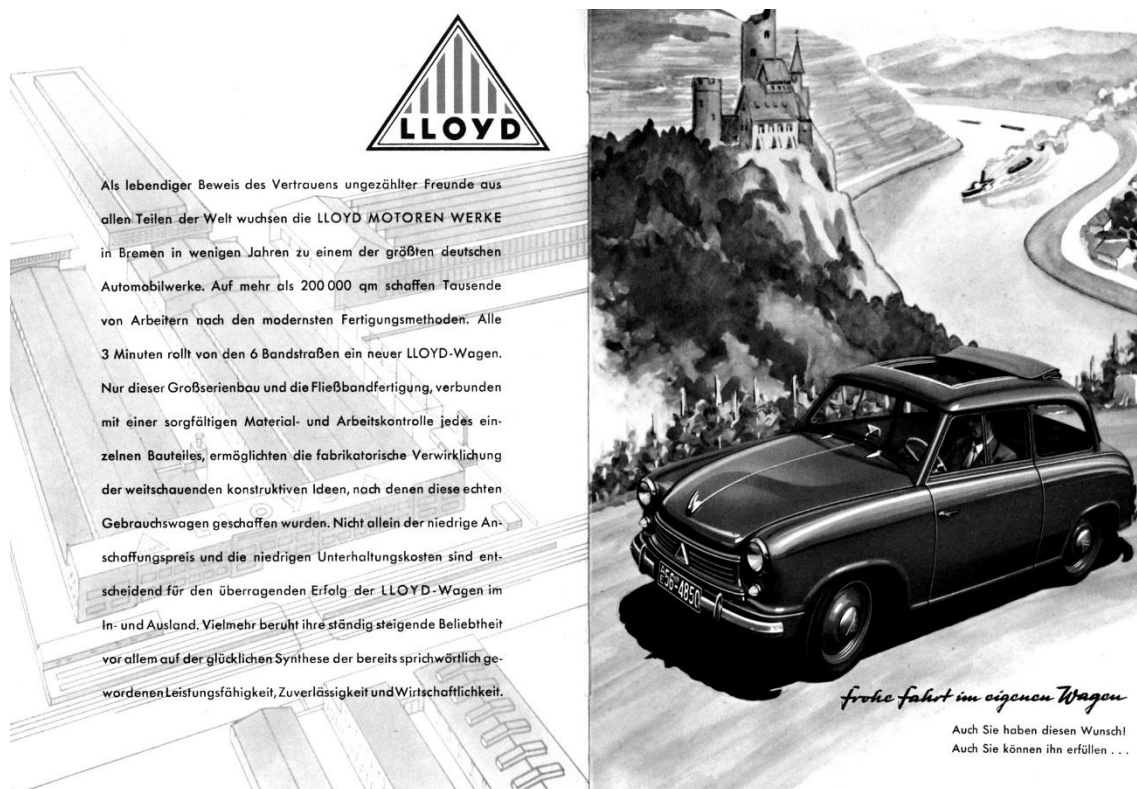 LLOYD
Als lebendiger Beweis des Vertrauens ungezählter Freunde aus
allen Teilen der Welt wuchsen die LLOYD MOTOREN WERKE
in Bremen in wenigen Jahren zu einem der größten deutschen
Automobilwerke. Auf mehr als 200 000 qm schaffen Tausende
von Arbeitern nach den modernsten Fertigungsmethoden. Alle
3 Minuten rollt von den 6 Bandstraßen ein neuer LLOYD-Wagen.
Nur dieser Großserienbau und die Fließbandfertigung, verbunden
mit einer sorgfältigen Material- und Arbeitskontrolle jedes ein-
zelnen Bauteiles, ermöglichten die fabrikatorische Verwirklichung
der weitschauenden konstruktiven Ideen, nach denen diese echten
Gebrauchswagen geschaffen wurden. Nicht allein der niedrige An-
schaffungspreis und die niedrigen Unterhaltungskosten sind ent-
scheidend für den überragenden Erfolg der LLOYD-Wagen im
In- und Ausland. Vielmehr beruht ihre ständig steigende Beliebtheit
vor allem auf der glücklichen Synthese der bereits sprichwörtlich ge-
wordenen Leistungsfähigkeit, Zuverlässigkeit und Wirtschaftlichkeit.
56-4850
frohe fahrt im eigenen Wagen
Auch Sie haben diesen Wunsch!
Auch Sie können ihn erfüllen . . .